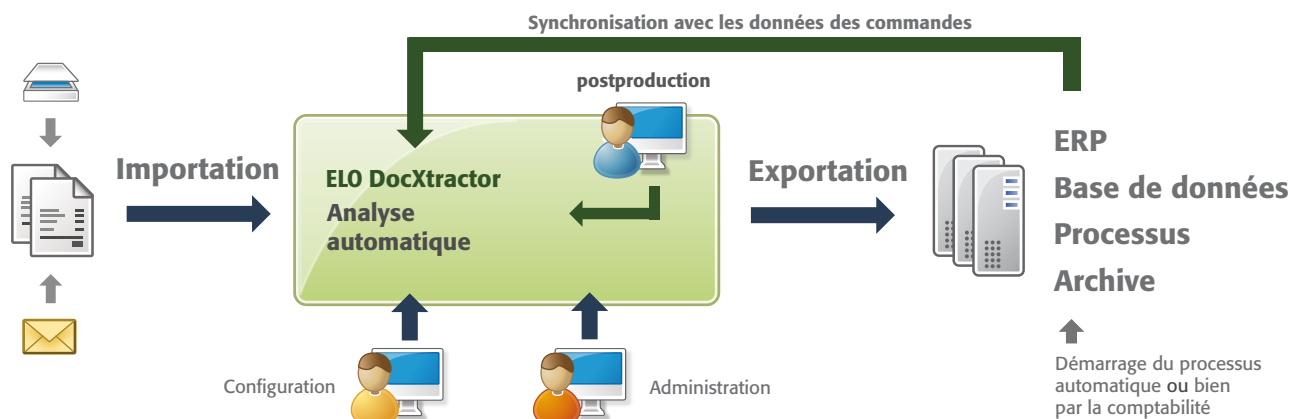 Synchronisation avec les données des commandes
postproduction
Importation
ELO DocXtractor
Analyse
automatique
Exportation
ERP
Base de données
Processus
Archive
Configuration
Administration
Démarrage du processus
automatique ou bien
par la comptabilité